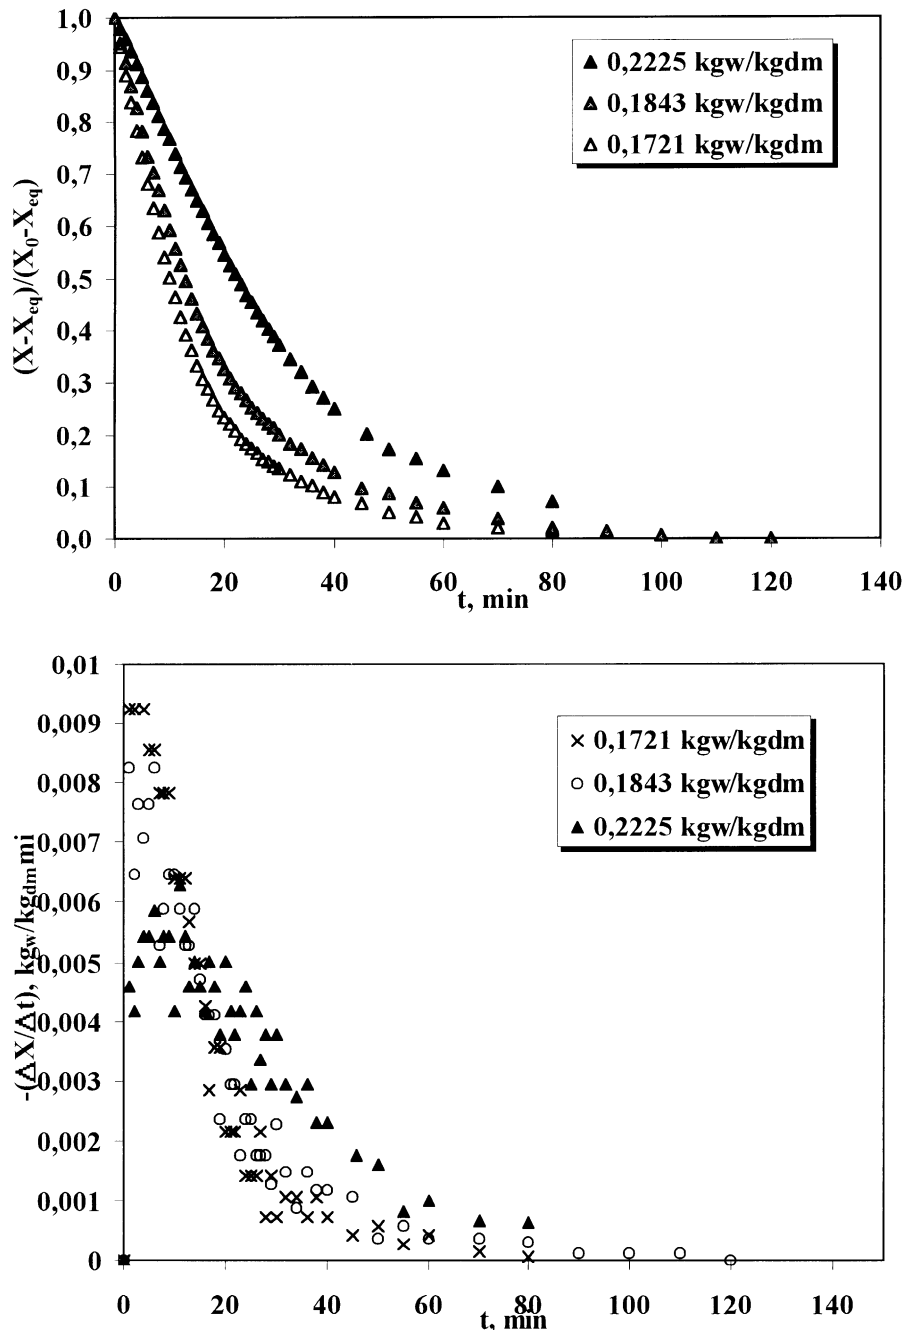 1,0
0,9
0,8
0,7
0,6
0,5
0,4
0,3
0,2
0,1
0,0
(X-Xeq)/(X0-Xeq)
0,2225 kgw/kgdm
0,1843 kgw/kgdm
0,1721 kgw/kgdm
0 20 40 60 80 100 120 140
t, min
0,01
0,009
0,008
0,007
0,006
0,005
0,004
0,003
0,002
0,001
0
-(ΔX/Δt), kgw/kgdmmi
0,1721 kgw/kgdm
0,1843 kgw/kgdm
0,2225 kgw/kgdm
0 20 40 60 80 100 120 140
t, min